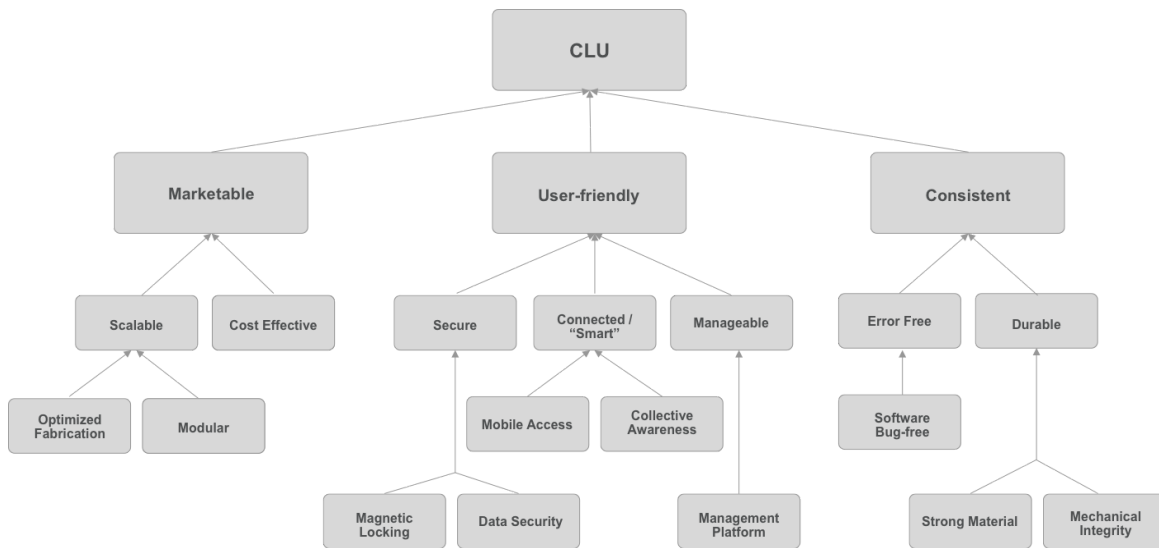 CLU
Marketable
User-friendly
Consistent
Scalable
Cost Effective
Secure
Connected /
“Smart”
Manageable
Error Free
Durable
Optimized
Fabrication
Modular
Mobile Access
Collective
Awareness
Software
Bug-free
Magnetic
Locking
Data Security
Management
Platform
Strong Material
Mechanical
Integrity